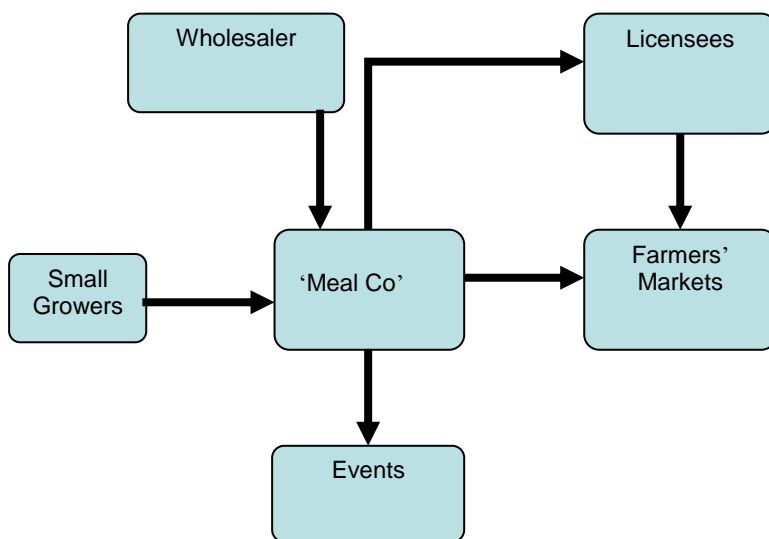 Wholesaler
Licensees
Small
Growers
‘Meal Co’
Farmers’
Markets
Events